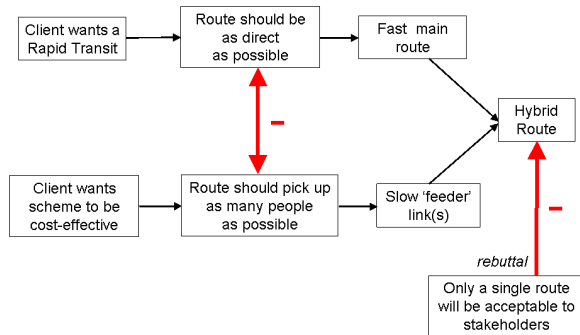 Client wants a
Rapid Transit
Route should be
as direct
as possible
Fast main
route
Hybrid
Route
Client wants
scheme to be
cost-effective
Route should pick up
as many people
as possible
Slow ‘feeder’
link(s)
rebuttal
Only a single route
will be acceptable to
stakeholders